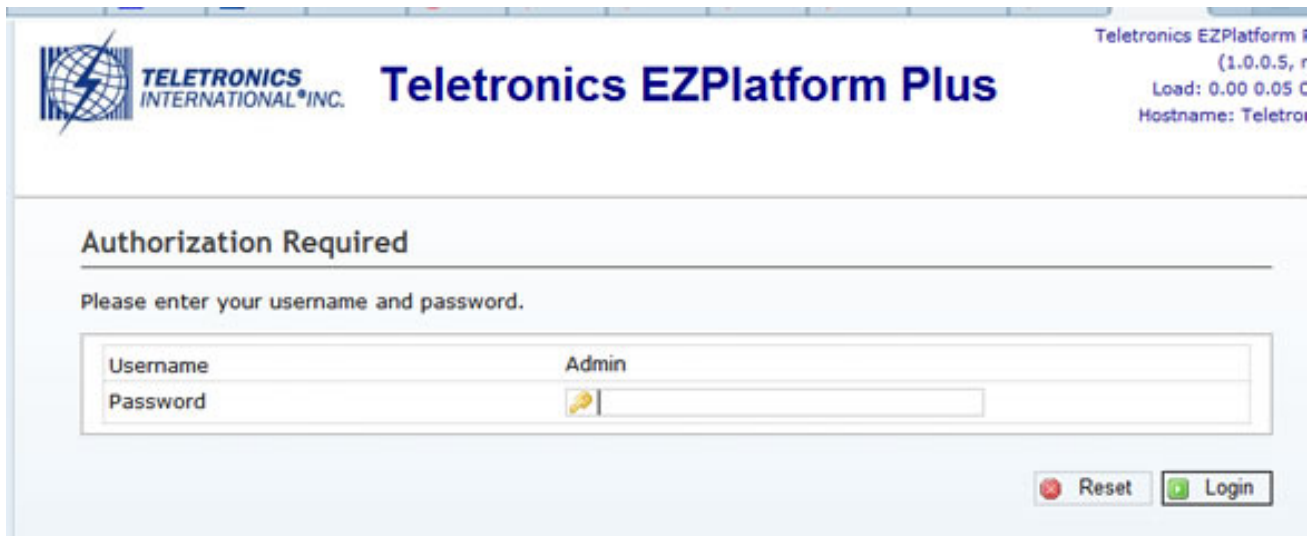 TELETRONICS
INTERNATIONAL®INC.
Teletronics EZPlatform Plus
Teletronics EZPlatform
(1.0.0.5,
Load: 0.00 0.05
Hostname:
Authorization Required
Please enter your username and password.
Username Admin
Password
Reset Login